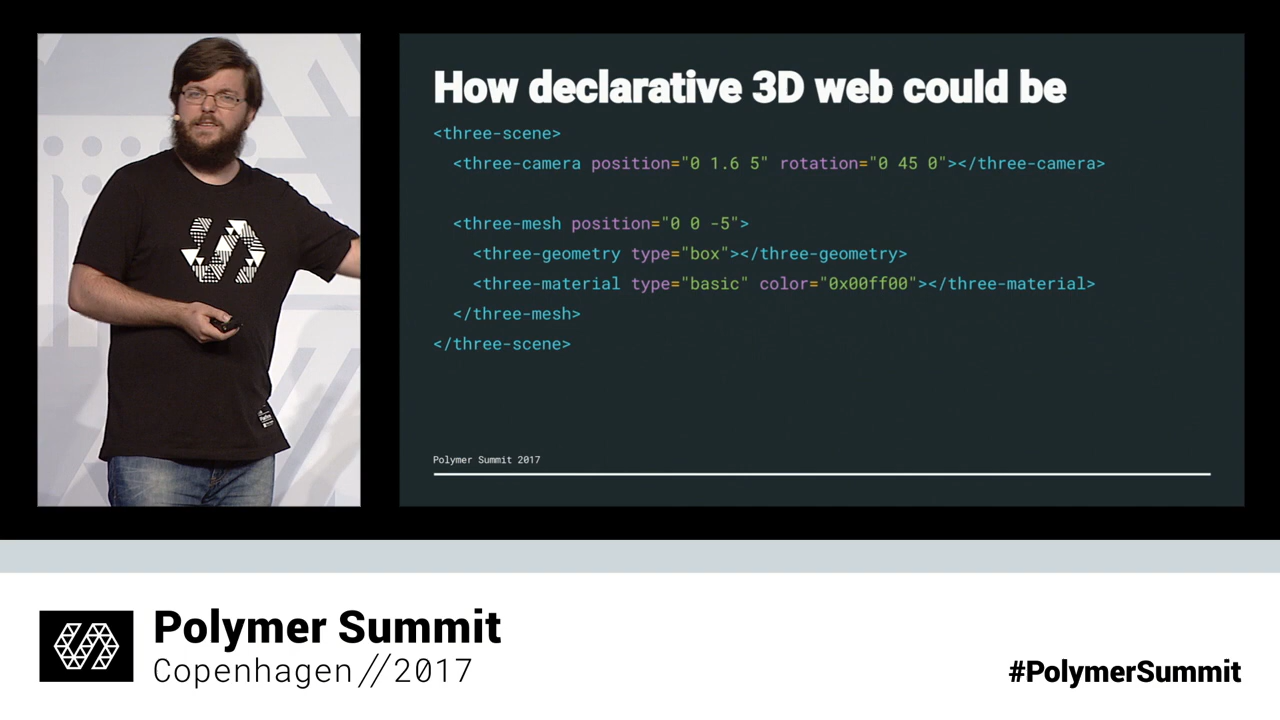 How declarative 3D web could be
<three-scene>
<three-camera position="0 1.6 5" rotation="0 45 0"></three-camera>
<three-mesh position="0 0 -5">
<three-geometry type="box"></three-geometry>
<three-material type="basic" color="0x00ff00"></three-material>
</three-mesh>
</three-scene>
Polymer Summit 2017
Polymer Summit
Copenhagen//2017
#PolymerSummit